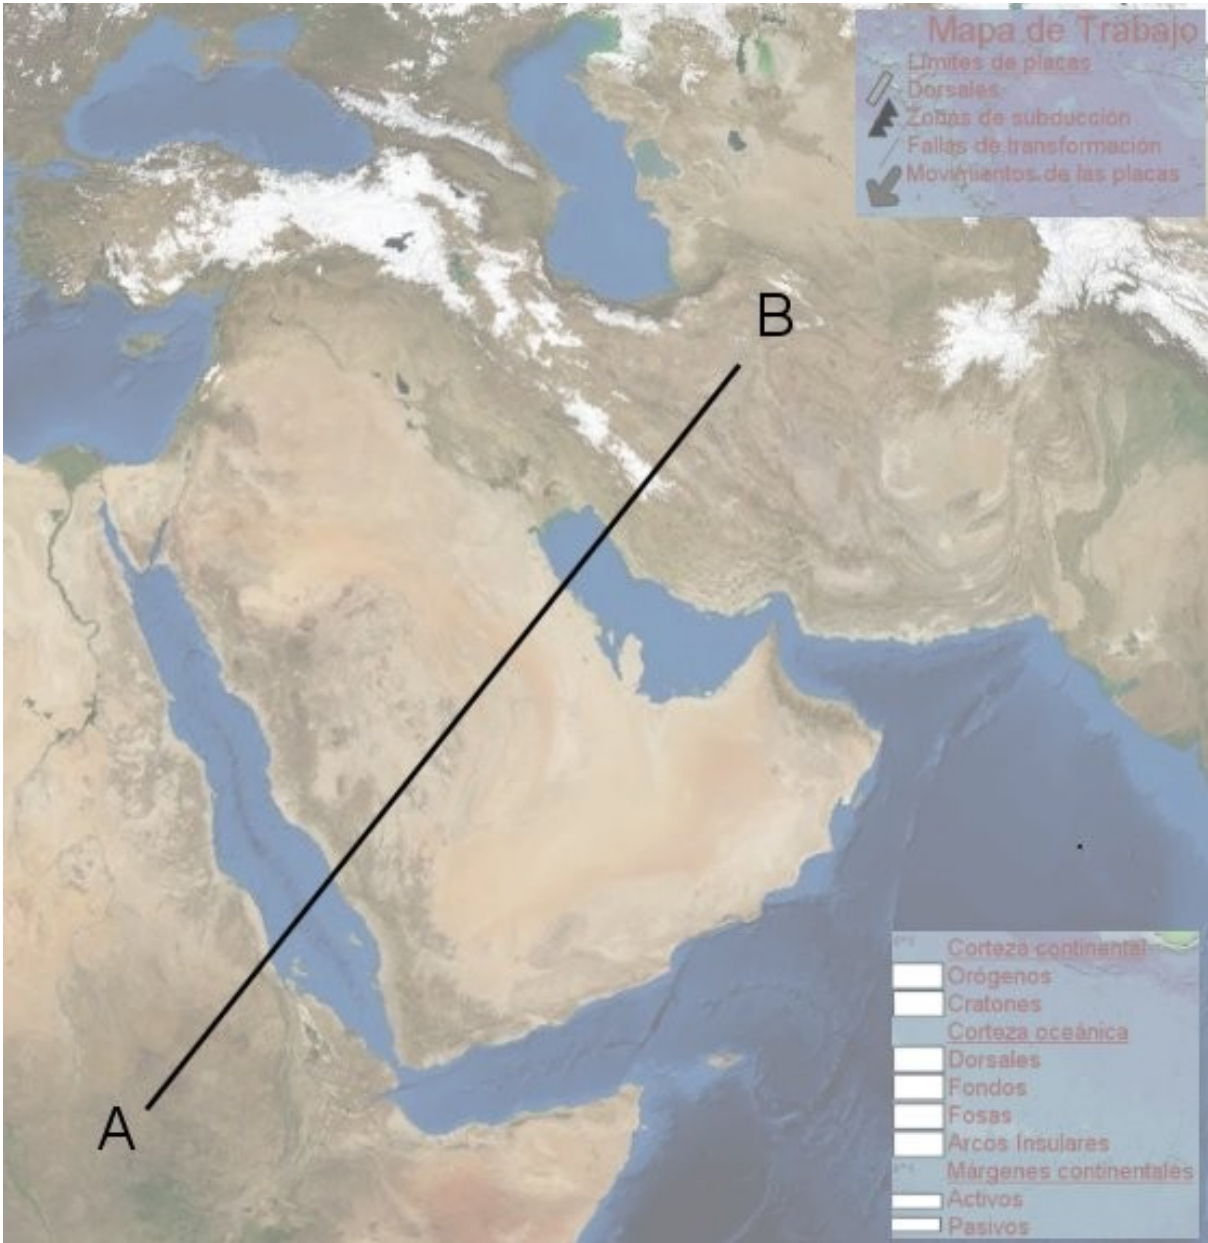 Mapa de Trabajo
Límites de placas
Dorsales
Zonas de subducción
Fallas de transformación
Movimientos de las placas
B
A
Corteza continental
Orógenos
Cratones
Corteza oceánica
Dorsales
Fondos
Fosas
Arcos Insulares
Márgenes continentales
Activos
Pasivos